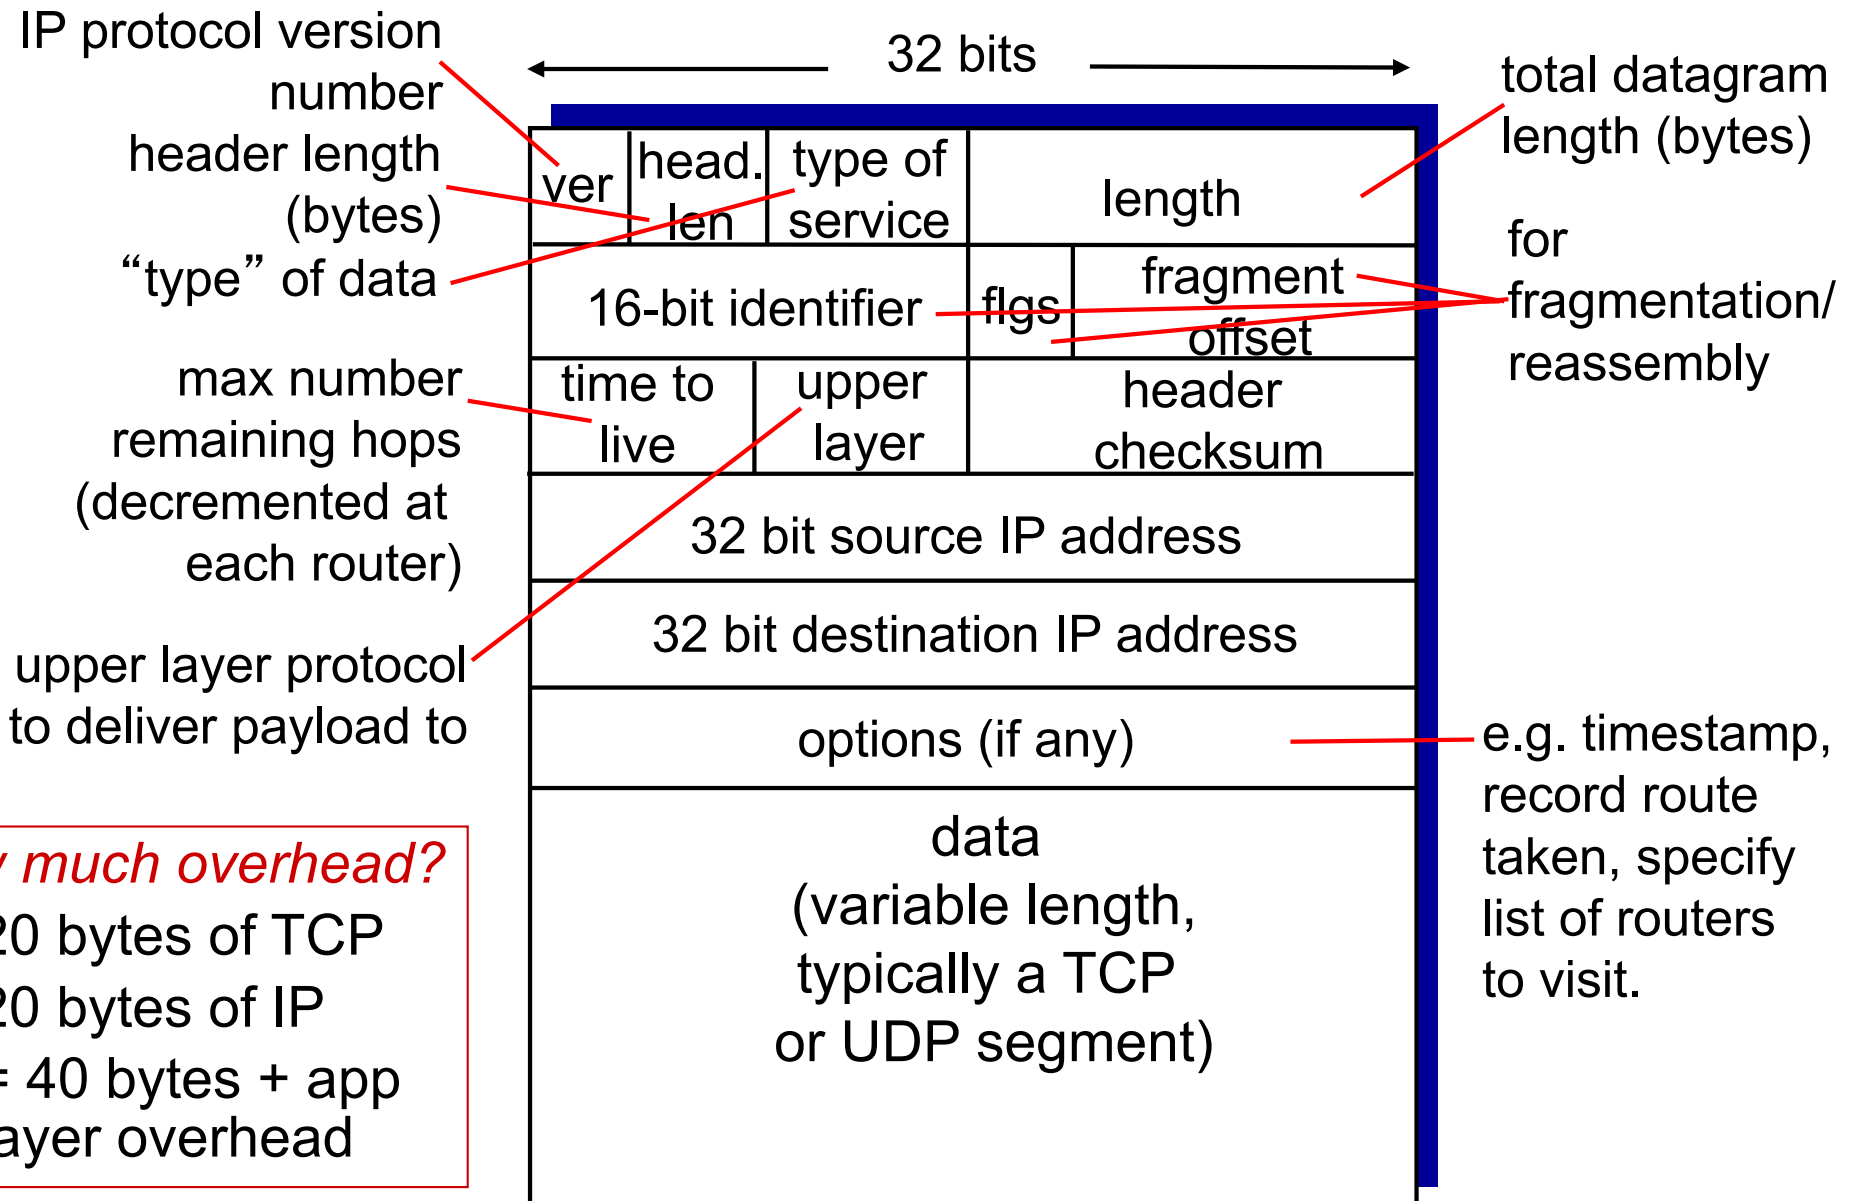 IP protocol version
number
header length
(bytes)
“type” of data
max number
remaining hops
(decremented at
each router)
upper layer protocol
to deliver payload to
much overhead?
20 bytes of TCP
20 bytes of IP
= 40 bytes + app
overhead
32 bits
ver
head.
len
type of
service
length
16-bit identifier
flgs
fragment
offset
time to
live
upper
layer
header
checksum
32 bit source IP address
32 bit destination IP address
options (if any)
data
(variable length,
typically a TCP
or UDP segment)
total datagram
length (bytes)
for
fragmentation/
reassembly
e.g. timestamp,
record route
taken, specify
list of routers
to visit.